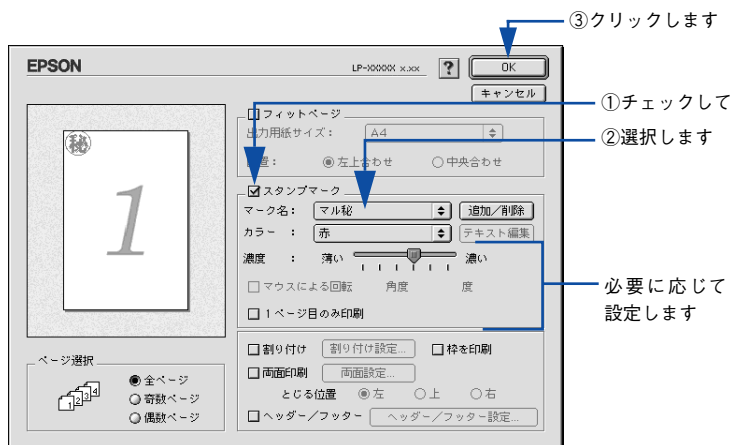 ③クリックします
EPSON
LP-XXXXX x.xx
?
OK
キャンセル
①チェックして
②選択します
フィットページ
出力用紙サイズ：
A4
配置：
左上合わせ
中央合わせ
㊙
1
スタンプマーク
マーク名：
マル秘
追加／削除
カラー ：
赤
テキスト編集
濃度 ：
薄い
濃い
マウスによる回転
角度
度
1ページ目のみ印刷
必要に応じて
設定します
割り付け
割り付け設定...
枠を印刷
両面印刷
両面設定...
とじる位置
左
上
右
ヘッダー／フッター
ヘッダー／フッター設定...
ページ選択
1
2
3
4
全ページ
奇数ページ
偶数ページ